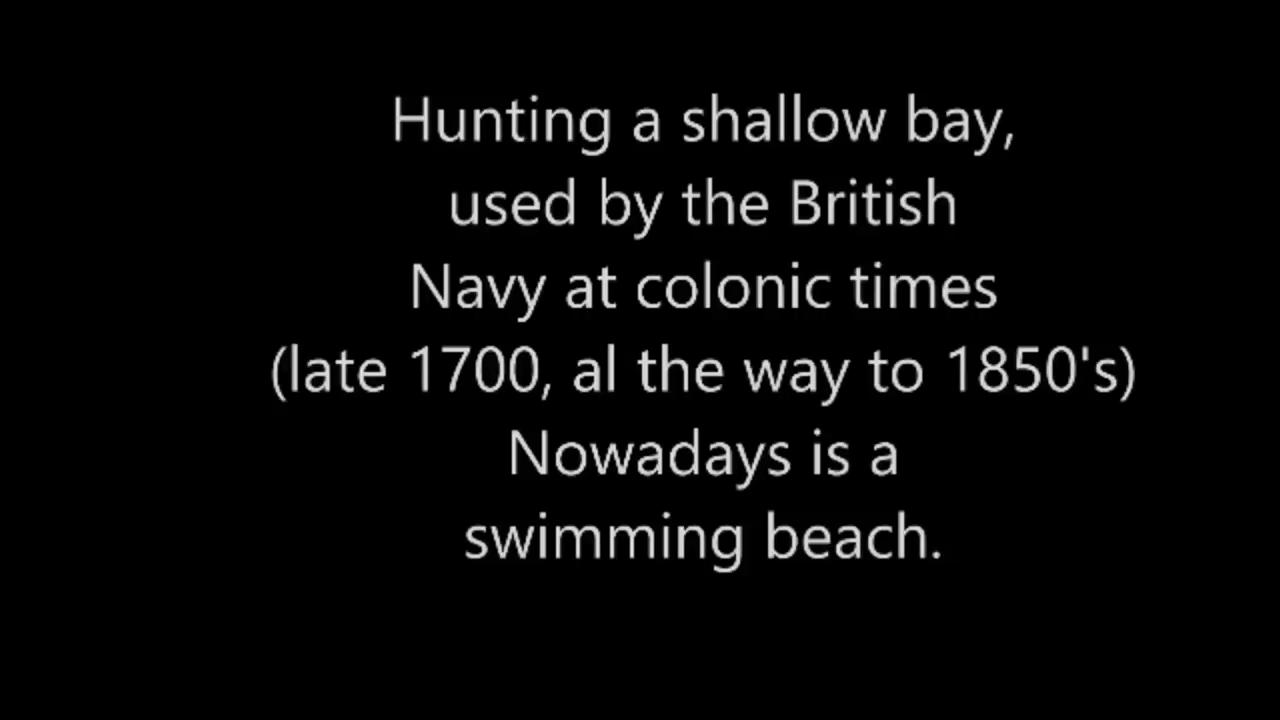 Hunting a shallow bay,
used by the British
Navy at colonic times
(late 1700, al the way to 1850's)
Nowadays is a
swimming beach.